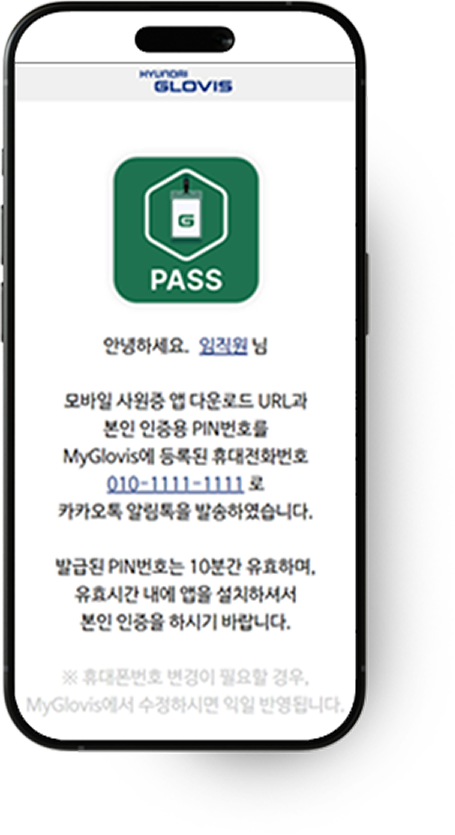 HYUNDAI
GLOVIS
G
PASS
안녕하세요. 임직원 님
모바일 사원증 앱 다운로드 URL과
본인 인증용 PIN번호를
MyGlovis에 등록된 휴대전화번호
010-1111-1111 로
카카오톡 알림톡을 발송하였습니다.
발급된 PIN번호는 10분간 유효하며,
유효시간 내에 앱을 설치하셔서
본인 인증을 하시기 바랍니다.
※ 휴대폰번호 변경이 필요할 경우,
MyGlovis에서 수정하시면 익일 반영됩니다.